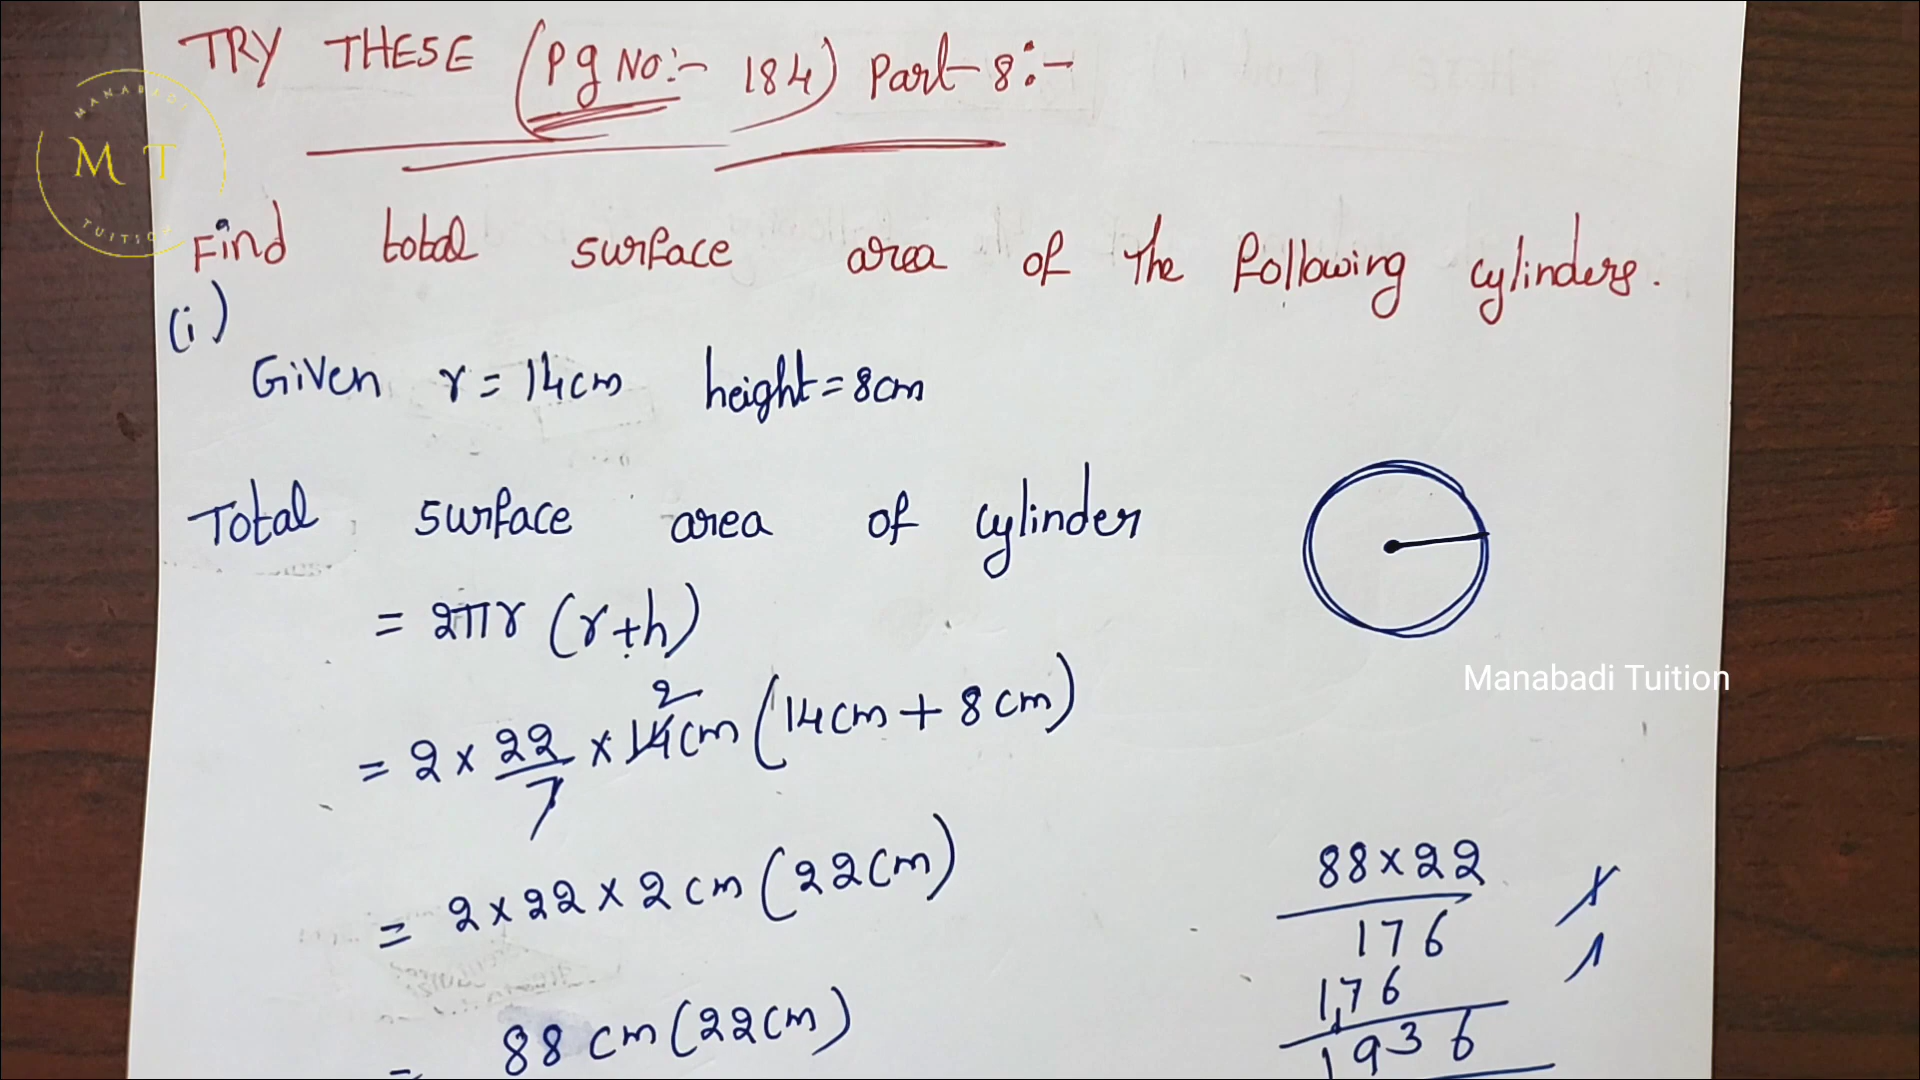 TRY THESE (Pg No:- 184) Part-8:-
MANABADI
M T
TUITION
Find total surface area of the following cylinders.
(i)
Given r = 14cm height = 8cm
Total surface area of cylinder
= 2πr (r+h)
= 2 × 22/7 × 14cm (14cm + 8cm)
2
Manabadi Tuition
= 2 × 22 × 2 cm (22cm)
= 88 cm (22cm)
88 × 22
176
176
1
1936